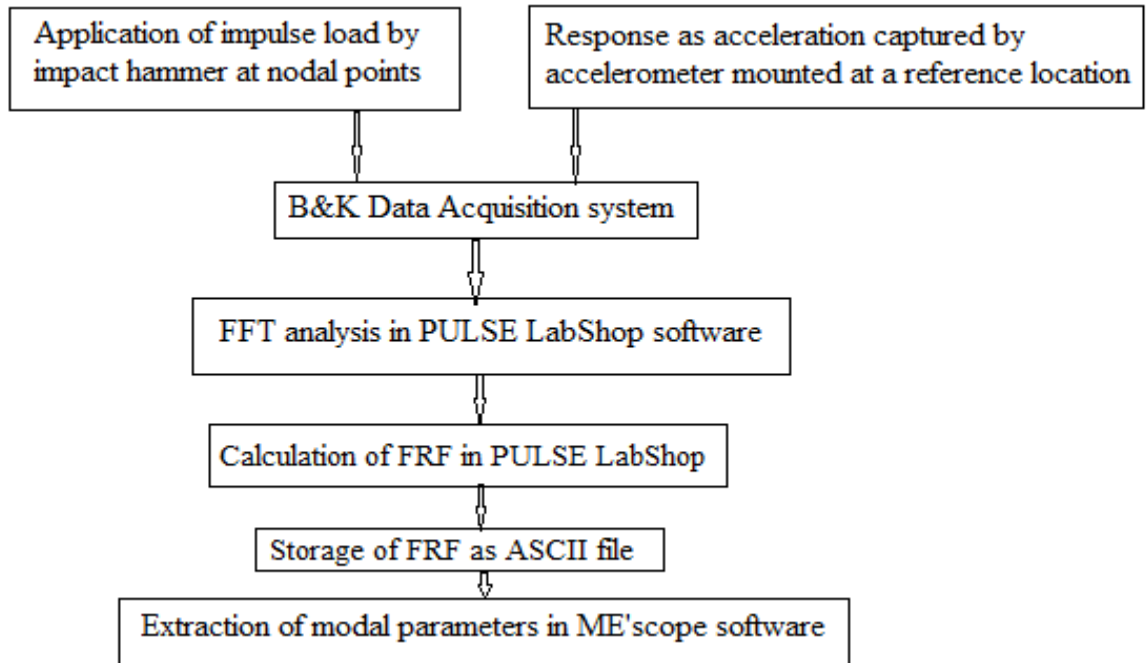 Application of impulse load by
impact hammer at nodal points
Response as acceleration captured by
accelerometer mounted at a reference location
B&K Data Acquisition system
FFT analysis in PULSE LabShop software
Calculation of FRF in PULSE LabShop
Storage of FRF as ASCII file
Extraction of modal parameters in ME'scope software